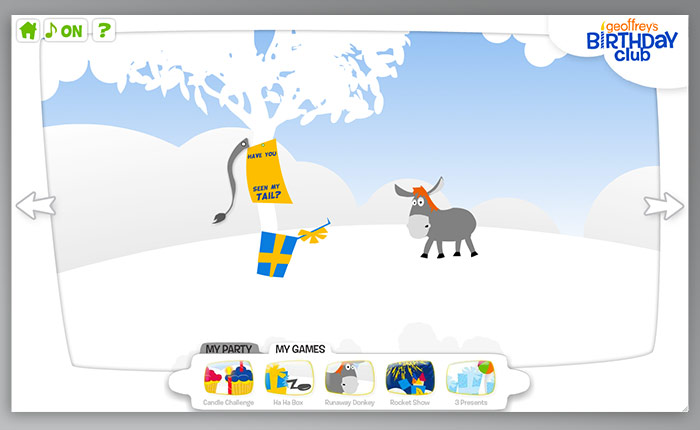 ON
?
geoffrey's
BIRTHDAY
club
HAVE YOU
SEEN MY
TAIL?
MY PARTY
MY GAMES
Candle Challenge
Ha Ha Box
Runaway Donkey
Rocket Show
3 Presents